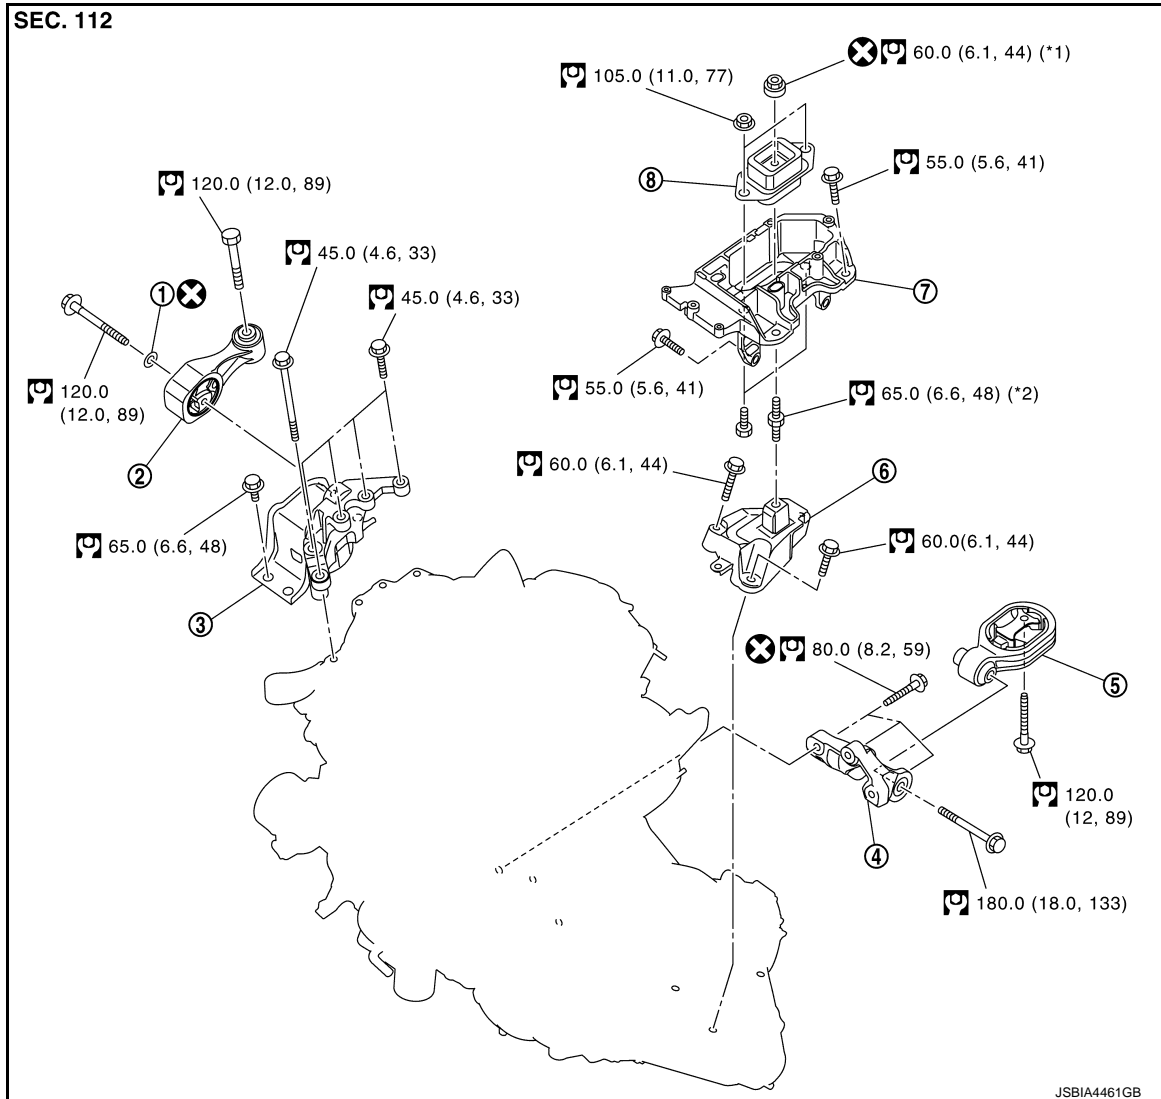 SEC. 112
60.0 (6.1, 44) (*1)
105.0 (11.0, 77)
55.0 (5.6, 41)
8
120.0 (12.0, 89)
45.0 (4.6, 33)
1
7
45.0 (4.6, 33)
120.0
(12.0, 89)
55.0 (5.6, 41)
65.0 (6.6, 48) (*2)
2
60.0 (6.1, 44)
6
65.0 (6.6, 48)
60.0(6.1, 44)
3
80.0 (8.2, 59)
5
120.0
(12, 89)
4
180.0 (18.0, 133)
JSBIA4461GB